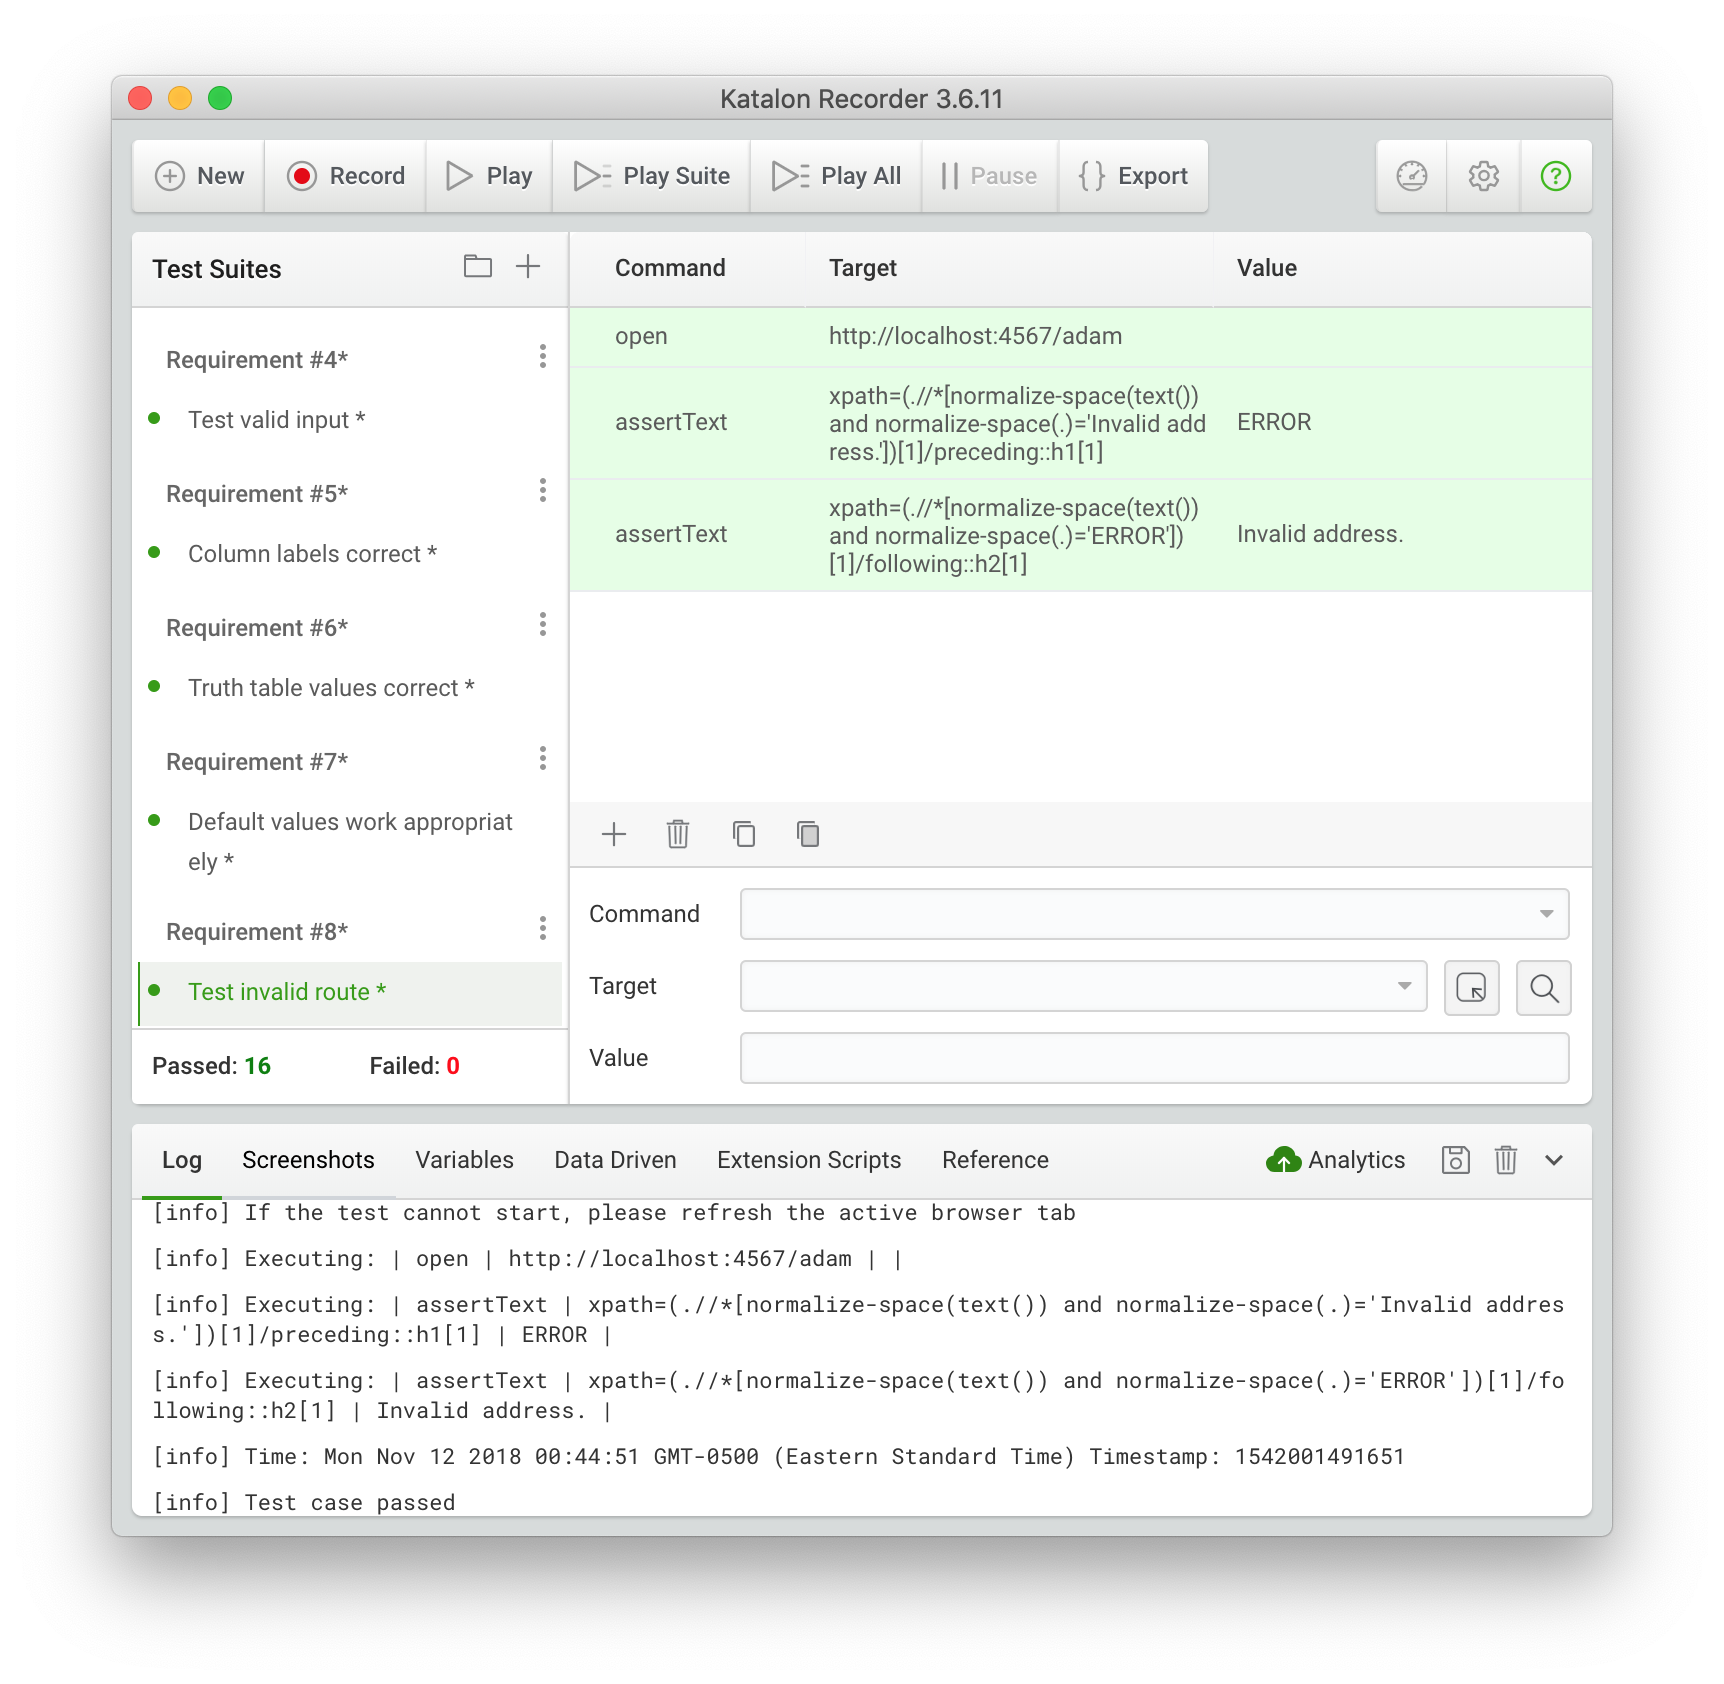 Katalon Recorder 3.6.11
New Record Play Play Suite Play All Pause Export
Test Suites
Requirement #4*
Test valid input *
Requirement #5*
Column labels correct *
Requirement #6*
Truth table values correct *
Requirement #7*
Default values work appropriat
ely *
Requirement #8*
Test invalid route *
Passed: 16 Failed: 0
Command Target Value
open http://localhost:4567/adam
assertText
xpath=(.//*[normalize-space(text())
and normalize-space(.)='Invalid add
ress.'])[1]/preceding::h1[1]
ERROR
assertText
xpath=(.//*[normalize-space(text())
and normalize-space(.)='ERROR'])
[1]/following::h2[1]
Invalid address.
Command
Target
Value
Log Screenshots Variables Data Driven Extension Scripts Reference Analytics
[info] If the test cannot start, please refresh the active browser tab
[info] Executing: | open | http://localhost:4567/adam | |
[info] Executing: | assertText | xpath=(.//*[normalize-space(text()) and normalize-space(.)='Invalid addres
s.'])[1]/preceding::h1[1] | ERROR |
[info] Executing: | assertText | xpath=(.//*[normalize-space(text()) and normalize-space(.)='ERROR'])[1]/fo
llowing::h2[1] | Invalid address. |
[info] Time: Mon Nov 12 2018 00:44:51 GMT-0500 (Eastern Standard Time) Timestamp: 1542001491651
[info] Test case passed